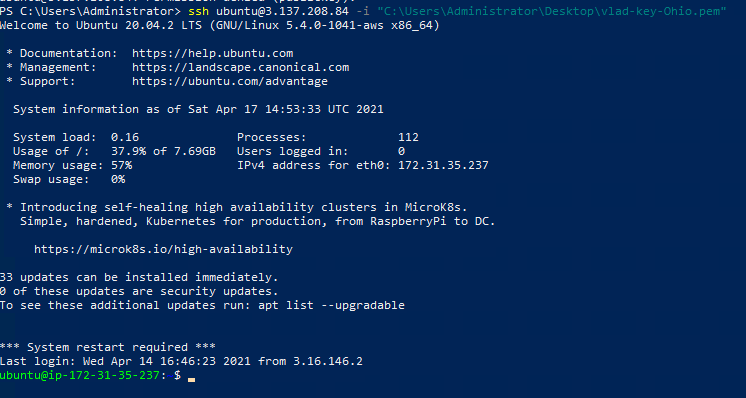 PS C:\Users\Administrator> ssh ubuntu@3.137.208.84 -i "C:\Users\Administrator\Desktop\vlad-key-Ohio.pem"
Welcome to Ubuntu 20.04.2 LTS (GNU/Linux 5.4.0-1041-aws x86_64)
* Documentation: https://help.ubuntu.com
* Management: https://landscape.canonical.com
* Support: https://ubuntu.com/advantage
System information as of Sat Apr 17 14:53:33 UTC 2021
System load: 0.16 Processes: 112
Usage of /: 37.9% of 7.69GB Users logged in: 0
Memory usage: 57% IPv4 address for eth0: 172.31.35.237
Swap usage: 0%
* Introducing self-healing high availability clusters in MicroK8s.
Simple, hardened, Kubernetes for production, from RaspberryPi to DC.
https://microk8s.io/high-availability
33 updates can be installed immediately.
0 of these updates are security updates.
To see these additional updates run: apt list --upgradable
*** System restart required ***
Last login: Wed Apr 14 16:46:23 2021 from 3.16.146.2
ubuntu@ip-172-31-35-237: $